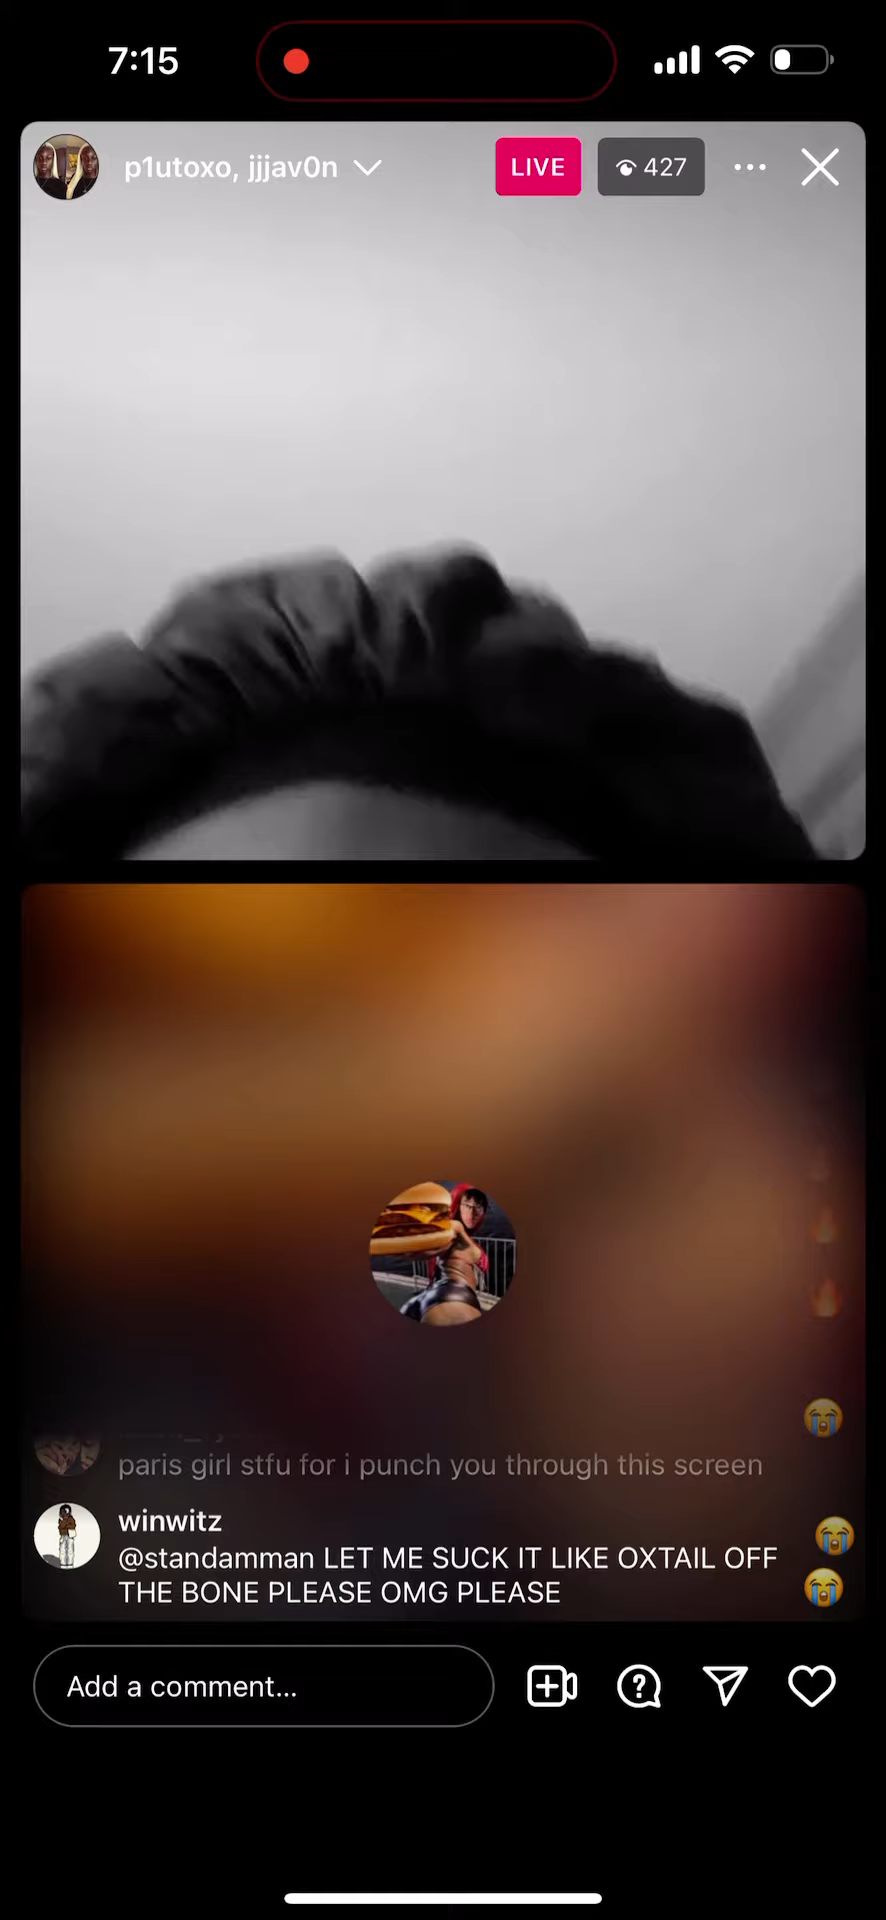 7:15
p1utoxo, jjjav0n
LIVE
427
paris girl stfu for i punch you through this screen
winwitz
@standamman LET ME SUCK IT LIKE OXTAIL OFF
THE BONE PLEASE OMG PLEASE
Add a comment...